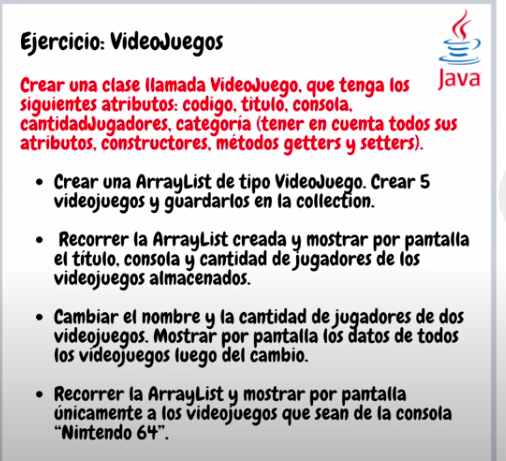 Ejercicio: VideoJuegos
Java
Crear una clase llamada VideoJuego, que tenga los
siguientes atributos: codigo, titulo, consola,
cantidadJugadores, categoría (tener en cuenta todos sus
atributos, constructores, métodos getters y setters).
• Crear una ArrayList de tipo VideoJuego. Crear 5
videojuegos y guardarlos en la collection.
• Recorrer la ArrayList creada y mostrar por pantalla
el título, consola y cantidad de jugadores de los
videojuegos almacenados.
• Cambiar el nombre y la cantidad de jugadores de dos
videojuegos. Mostrar por pantalla los datos de todos
los videojuegos luego del cambio.
• Recorrer la ArrayList y mostrar por pantalla
únicamente a los videojuegos que sean de la consola
“Nintendo 64”.